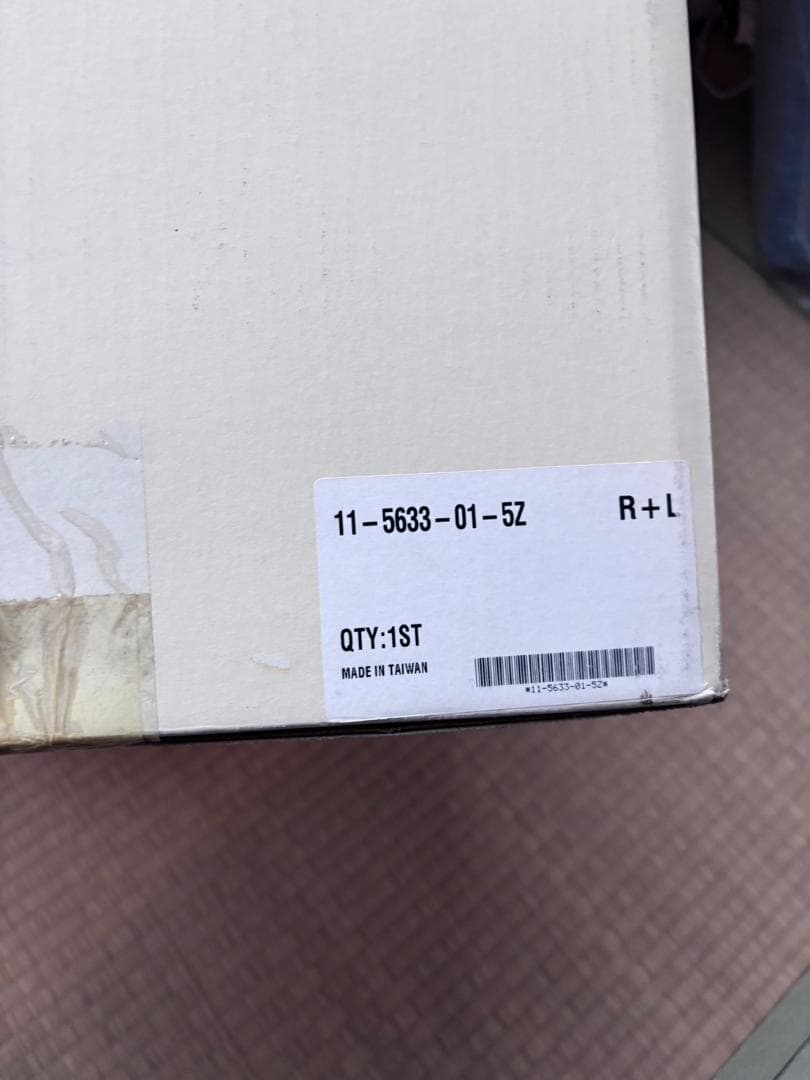 11-5633-01-5Z R+L
QTY:1ST
MADE IN TAIWAN
*11-5633-01-5Z*